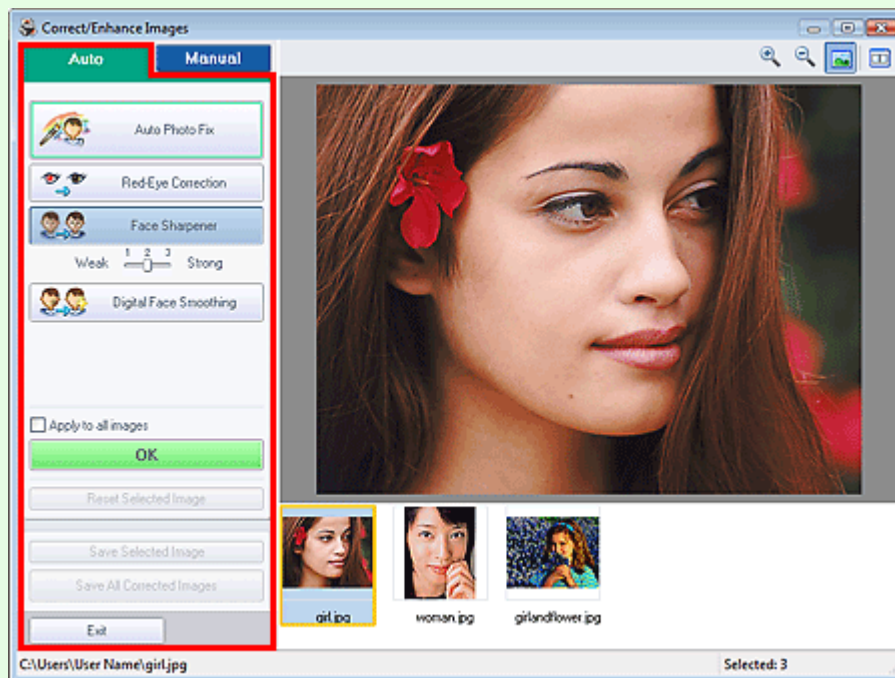 Correct/Enhance Images
Auto Manual
Auto Photo Fix
Red-Eye Correction
Face Sharpener
1 2 3
Weak Strong
Digital Face Smoothing
Apply to all images
OK
Reset Selected Image
Save Selected Image
Save All Corrected Images
Exit
girl.jpg woman.jpg girlandflower.jpg
C:\Users\User Name\girl.jpg Selected: 3